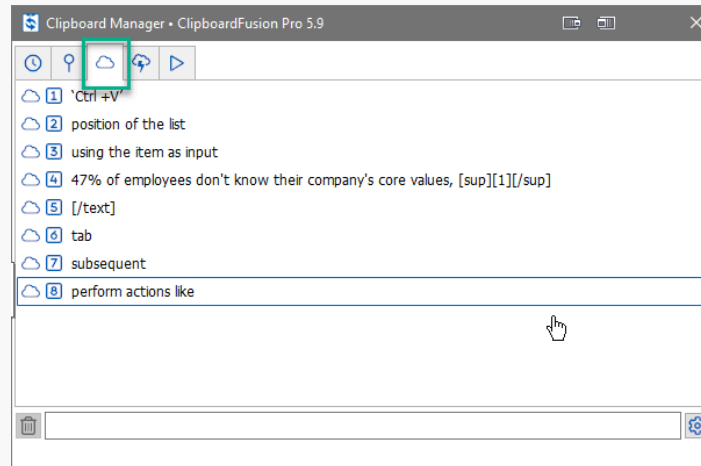 Clipboard Manager • ClipboardFusion Pro 5.9
1 `Ctrl +V’
2 position of the list
3 using the item as input
4 47% of employees don't know their company's core values, [sup][1][/sup]
5 [/text]
6 tab
7 subsequent
8 perform actions like